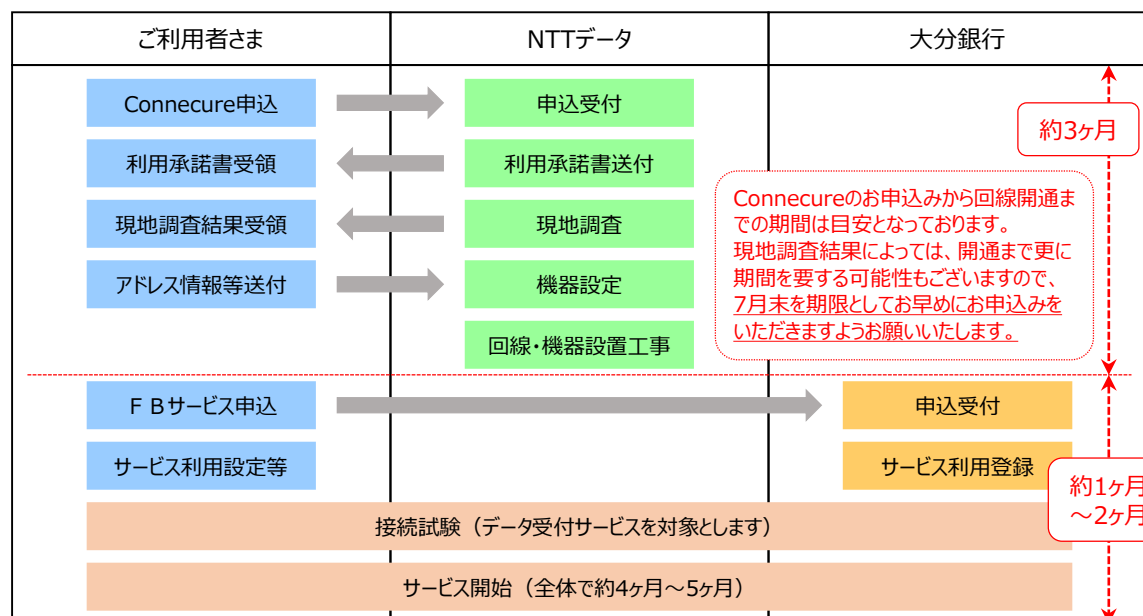 ご利用者さま
NTTデータ
大分銀行
Connecure申込
申込受付
約3ヶ月
利用承諾書受領
利用承諾書送付
現地調査結果受領
現地調査
アドレス情報等送付
機器設定
回線・機器設置工事
Connecureのお申込みから回線開通ま
での期間は目安となっております。
現地調査結果によっては、開通まで更に
期間を要する可能性もございますので、
7月末を期限としてお早めにお申込みを
いただきますようお願いいたします。
ＦＢサービス申込
申込受付
サービス利用設定等
サービス利用登録
約1ヶ月
～2ヶ月
接続試験（データ受付サービスを対象とします）
サービス開始（全体で約4ヶ月～5ヶ月）